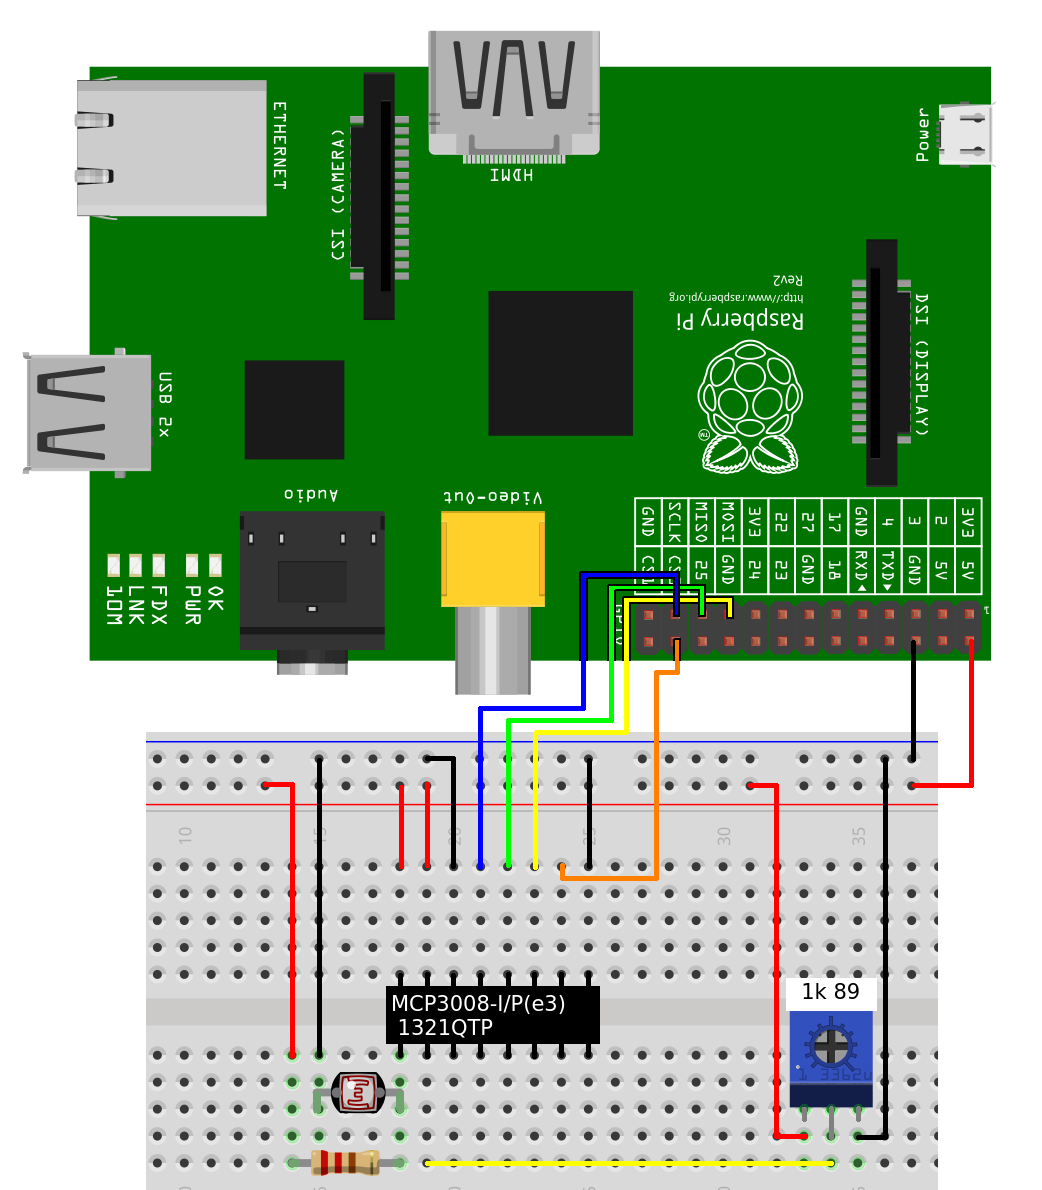 ETHERNET
CSI (CAMERA)
HDMI
Power
Rev2
http://www.raspberrypi.org
Raspberry Pi
TM
DSI (DISPLAY)
USB 2x
Audio
Video-Out
GND SCLK MISO MOSI 3V3 22 27 17 GND 4 3 2 3V3
25 GND 24 23 GND 18 RXD◄ TXD► GND 5V 5V
10M LNK FDX PWR OK
10 15 20 25 30 35
1k 89
MCP3008-I/P(e3)
1321QTP
3362u